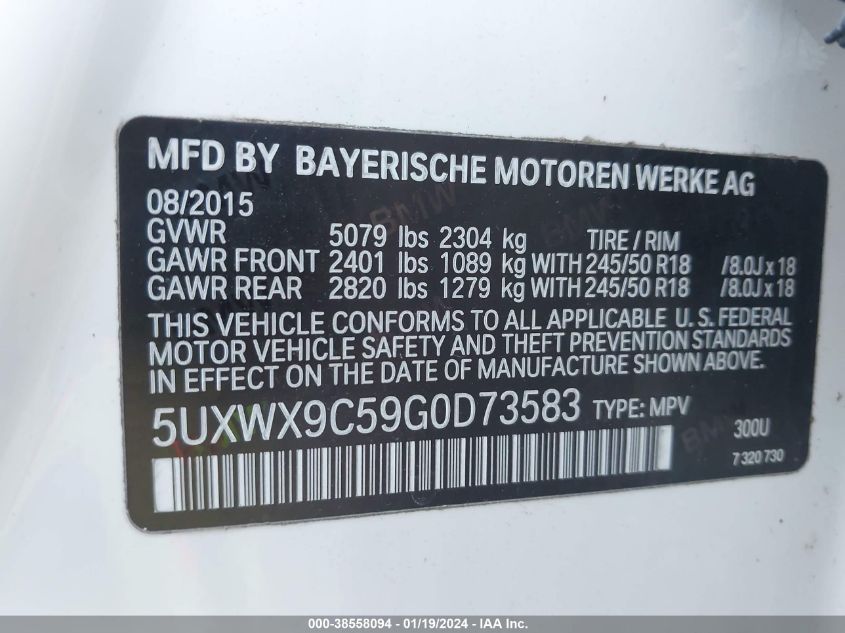 MFD BY BAYERISCHE MOTOREN WERKE AG
08/2015
GVWR 5079 lbs 2304 kg TIRE / RIM
GAWR FRONT 2401 lbs 1089 kg WITH 245/50 R18 /8.0J x 18
GAWR REAR 2820 lbs 1279 kg WITH 245/50 R18 /8.0J x 18
THIS VEHICLE CONFORMS TO ALL APPLICABLE U. S. FEDERAL
MOTOR VEHICLE SAFETY AND THEFT PREVENTION STANDARDS
IN EFFECT ON THE DATE OF MANUFACTURE SHOWN ABOVE.
5UXWX9C59G0D73583 TYPE: MPV
300U
7 320 730
000-38558094 - 01/19/2024 - IAA Inc.